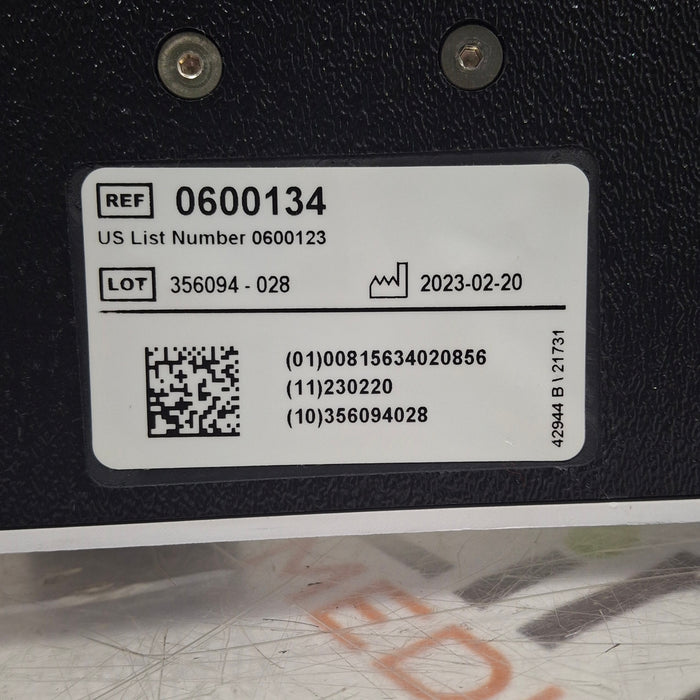 REF 0600134
US List Number 0600123
LOT 356094 - 028 2023-02-20
(01)00815634020856
(11)230220
(10)356094028
42944 B \ 21731
MED